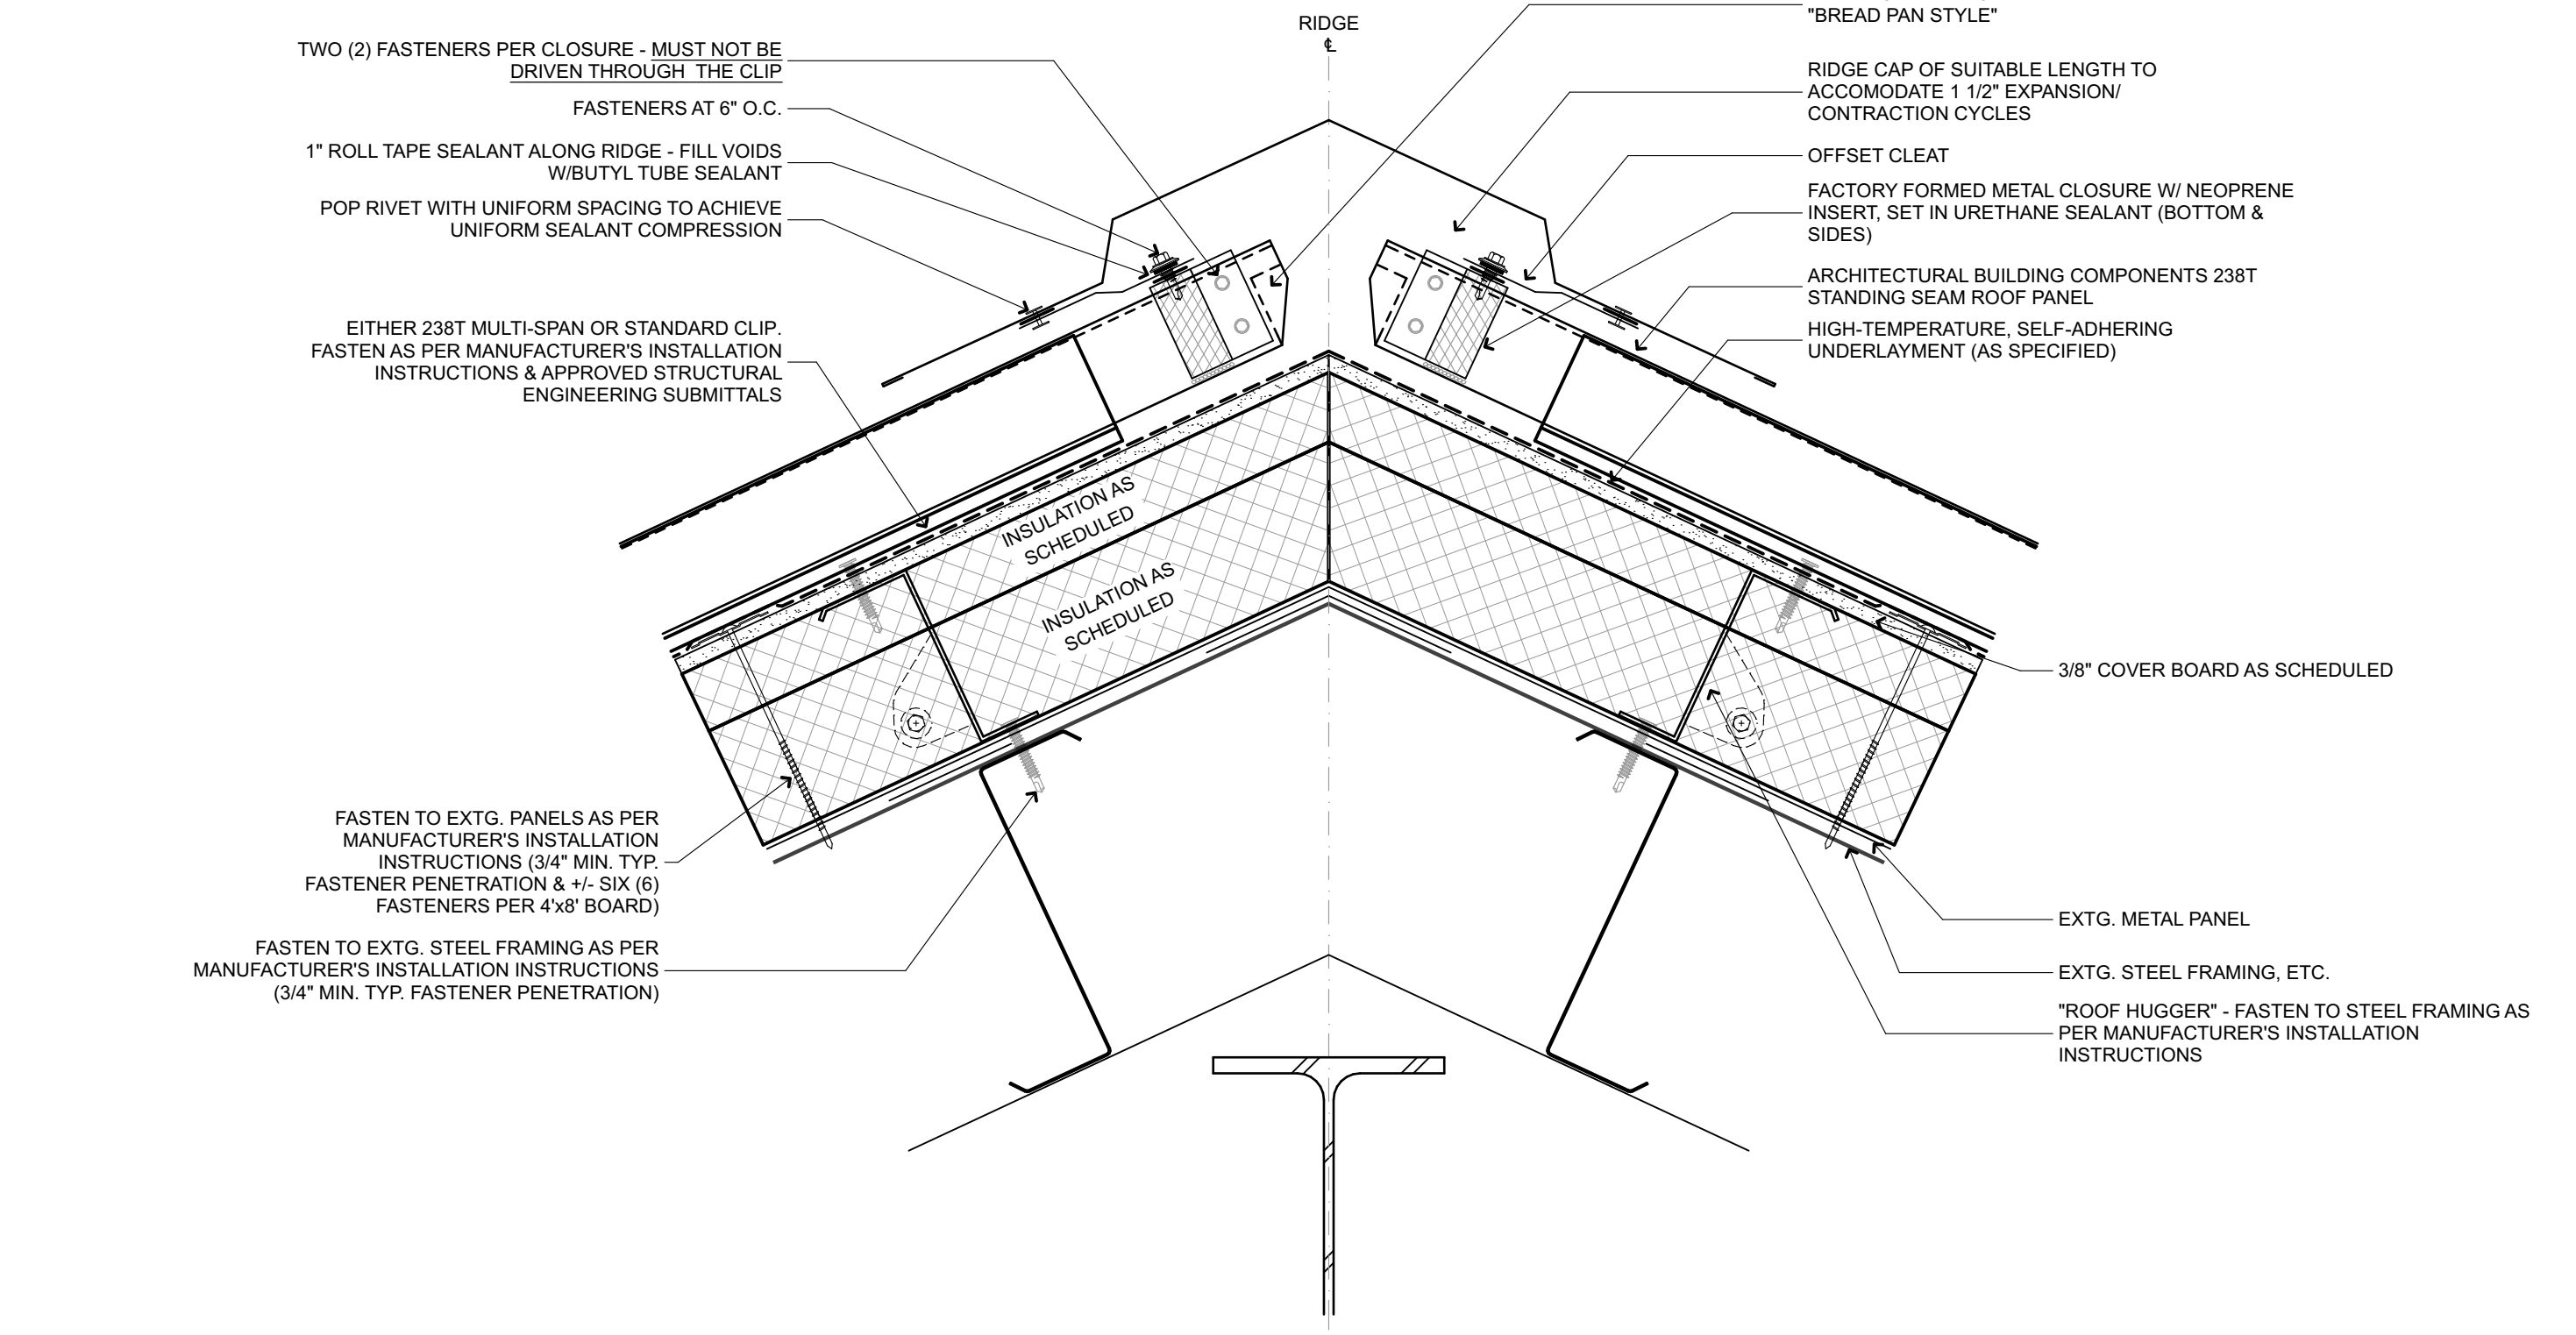 RIDGE
℄
"BREAD PAN STYLE"
TWO (2) FASTENERS PER CLOSURE - MUST NOT BE
DRIVEN THROUGH THE CLIP
FASTENERS AT 6" O.C.
1" ROLL TAPE SEALANT ALONG RIDGE - FILL VOIDS
W/BUTYL TUBE SEALANT
POP RIVET WITH UNIFORM SPACING TO ACHIEVE
UNIFORM SEALANT COMPRESSION
EITHER 238T MULTI-SPAN OR STANDARD CLIP.
FASTEN AS PER MANUFACTURER'S INSTALLATION
INSTRUCTIONS & APPROVED STRUCTURAL
ENGINEERING SUBMITTALS
RIDGE CAP OF SUITABLE LENGTH TO
ACCOMODATE 1 1/2" EXPANSION/
CONTRACTION CYCLES
OFFSET CLEAT
FACTORY FORMED METAL CLOSURE W/ NEOPRENE
INSERT, SET IN URETHANE SEALANT (BOTTOM &
SIDES)
ARCHITECTURAL BUILDING COMPONENTS 238T
STANDING SEAM ROOF PANEL
HIGH-TEMPERATURE, SELF-ADHERING
UNDERLAYMENT (AS SPECIFIED)
INSULATION AS
SCHEDULED
INSULATION AS
SCHEDULED
FASTEN TO EXTG. PANELS AS PER
MANUFACTURER'S INSTALLATION
INSTRUCTIONS (3/4" MIN. TYP.
FASTENER PENETRATION & +/- SIX (6)
FASTENERS PER 4'x8' BOARD)
FASTEN TO EXTG. STEEL FRAMING AS PER
MANUFACTURER'S INSTALLATION INSTRUCTIONS
(3/4" MIN. TYP. FASTENER PENETRATION)
3/8" COVER BOARD AS SCHEDULED
EXTG. METAL PANEL
EXTG. STEEL FRAMING, ETC.
"ROOF HUGGER" - FASTEN TO STEEL FRAMING AS
PER MANUFACTURER'S INSTALLATION
INSTRUCTIONS